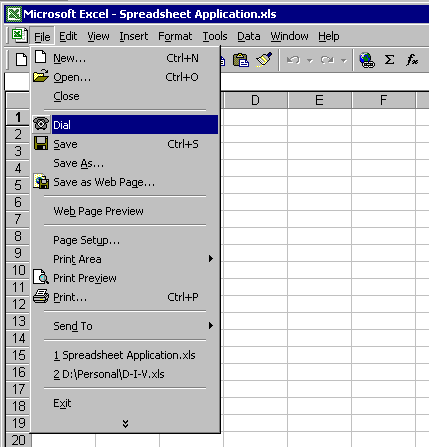 Microsoft Excel - Spreadsheet Application.xls
File Edit View Insert Format Tools Data Window Help
New... Ctrl+N
Open... Ctrl+O
Close
Dial
Save Ctrl+S
Save As...
Save as Web Page...
Web Page Preview
Page Setup...
Print Area
Print Preview
Print... Ctrl+P
Send To
1 Spreadsheet Application.xls
2 D:\Personal\D-I-V.xls
Exit
Σ fx
D E F
1
2
3
4
5
6
7
8
9
10
11
12
13
14
15
16
17
18
19
20